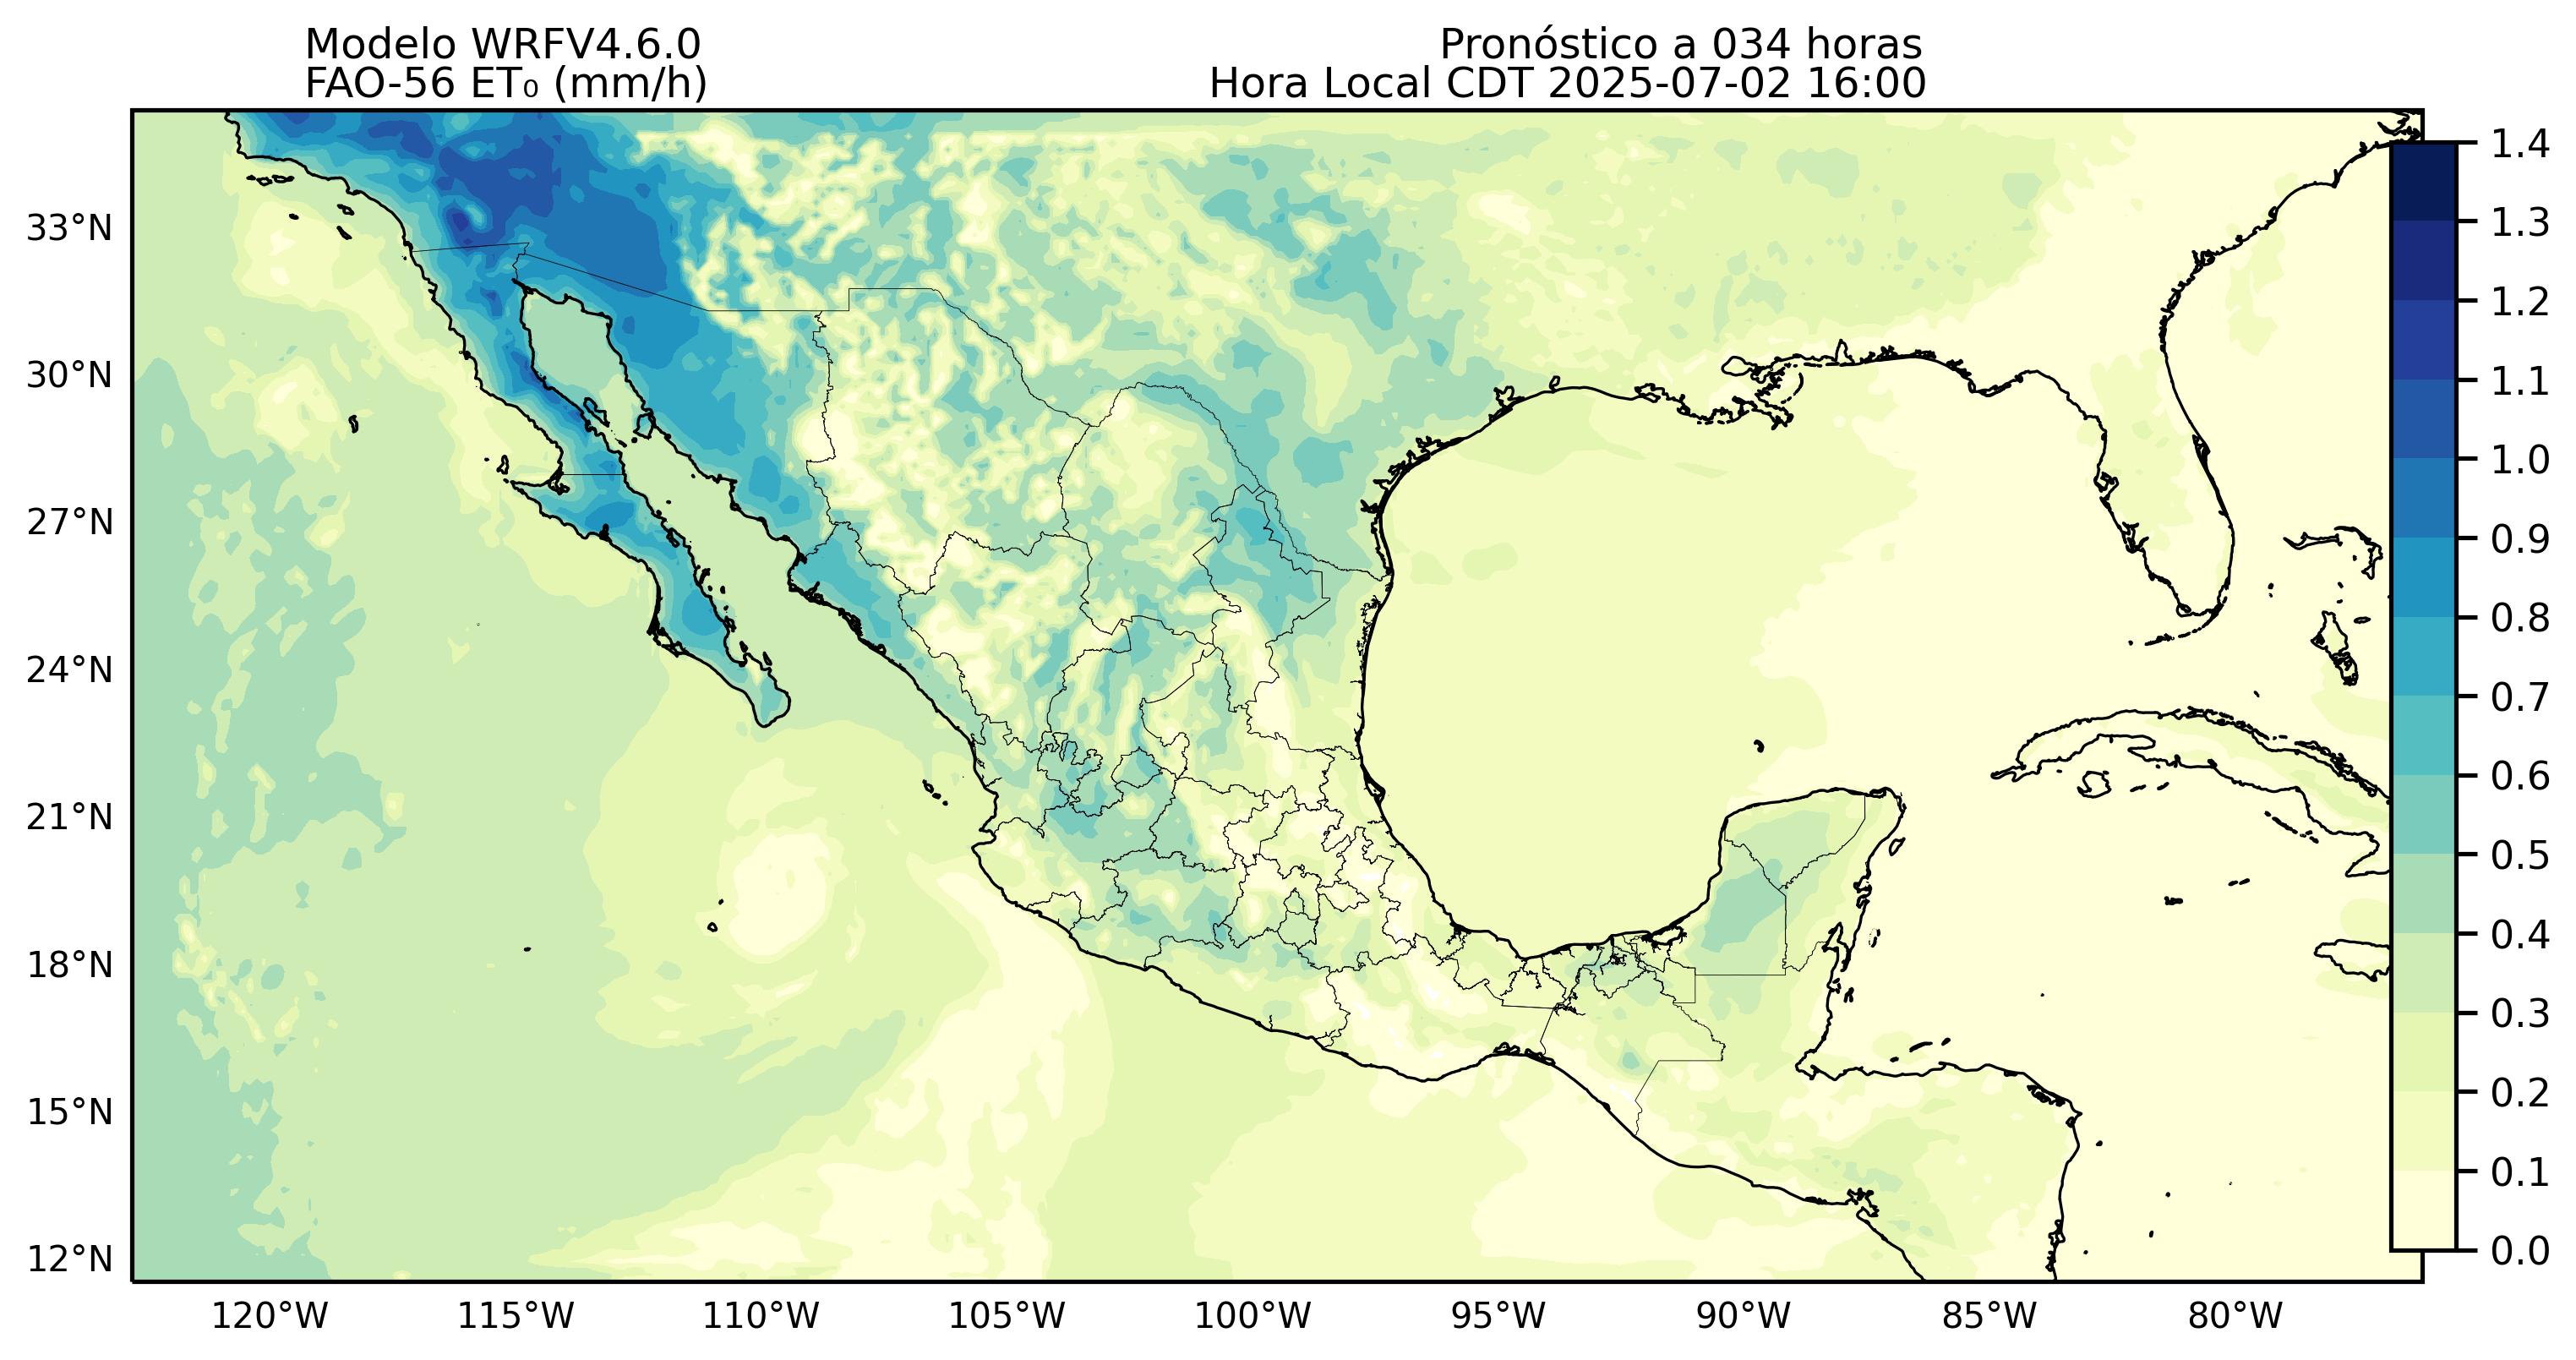 Modelo WRFV4.6.0
FAO-56 ET₀ (mm/h)
Pronóstico a 034 horas
Hora Local CDT 2025-07-02 16:00
33°N
30°N
27°N
24°N
21°N
18°N
15°N
12°N
120°W
115°W
110°W
105°W
100°W
95°W
90°W
85°W
80°W
1.4
1.3
1.2
1.1
1.0
0.9
0.8
0.7
0.6
0.5
0.4
0.3
0.2
0.1
0.0